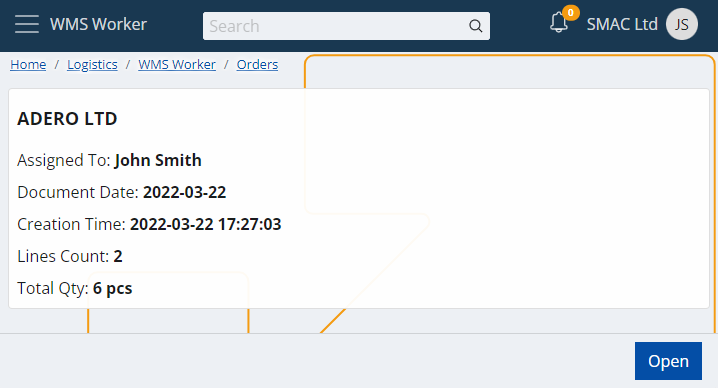 WMS Worker
Search
0
SMAC Ltd
JS
Home / Logistics / WMS Worker / Orders
ADERO LTD
Assigned To: John Smith
Document Date: 2022-03-22
Creation Time: 2022-03-22 17:27:03
Lines Count: 2
Total Qty: 6 pcs
Open